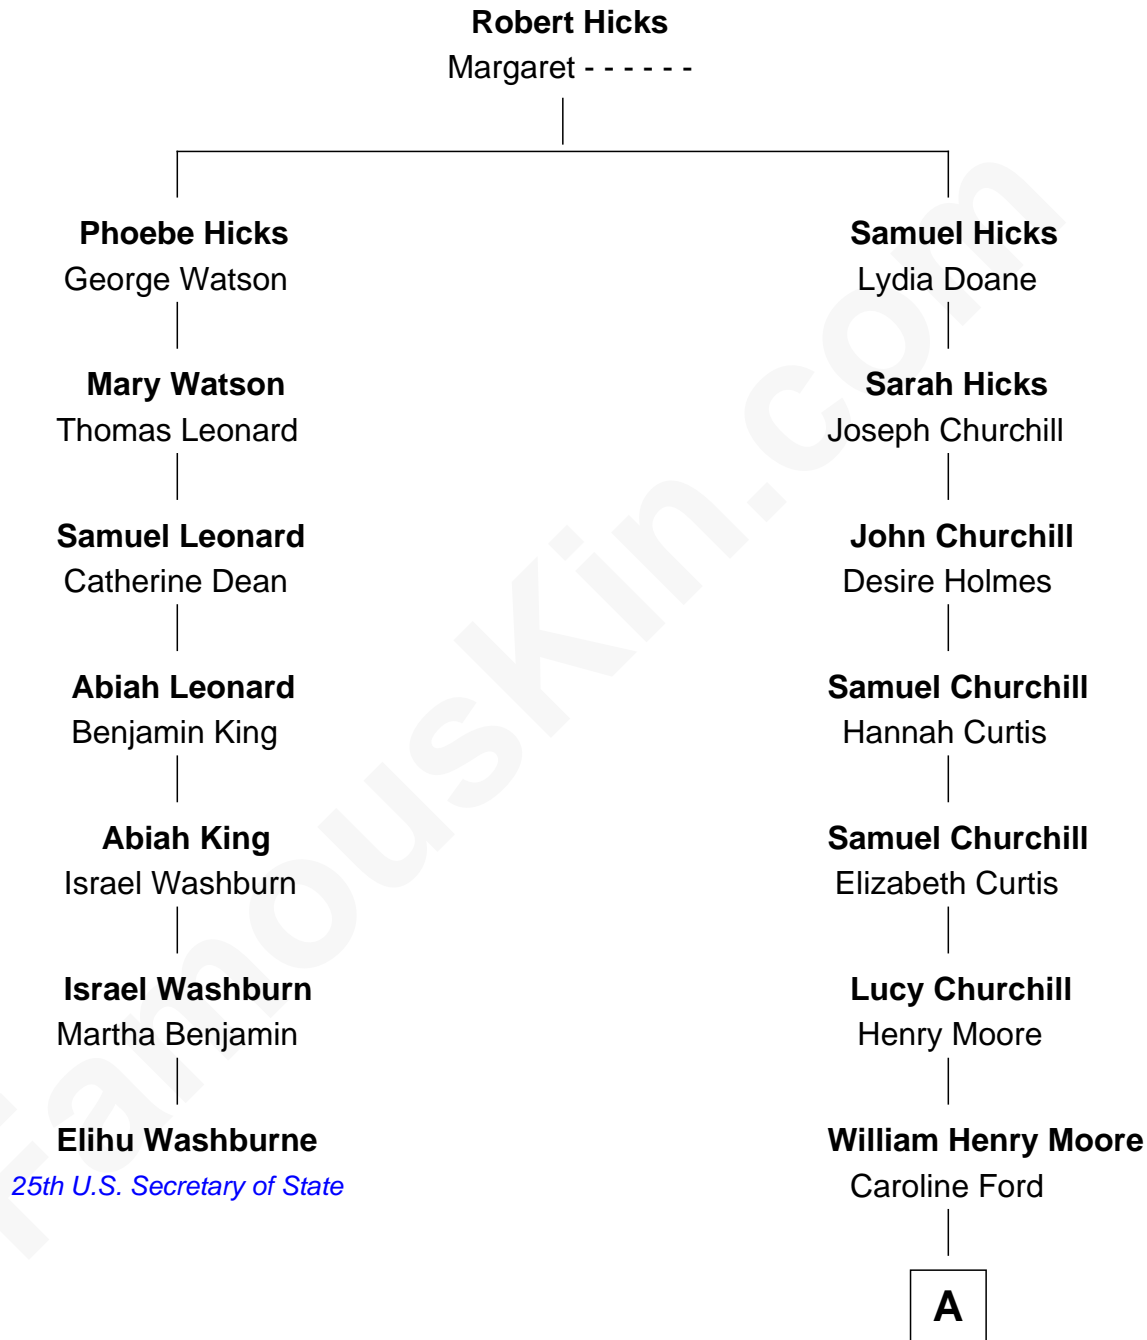 Robert Hicks
Margaret - - - - - -
Phoebe Hicks
George Watson
Samuel Hicks
Lydia Doane
Mary Watson
Thomas Leonard
Sarah Hicks
Joseph Churchill
Samuel Leonard
Catherine Dean
John Churchill
Desire Holmes
Abiah Leonard
Benjamin King
Samuel Churchill
Hannah Curtis
Abiah King
Israel Washburn
Samuel Churchill
Elizabeth Curtis
Israel Washburn
Martha Benjamin
Lucy Churchill
Henry Moore
Elihu Washburne
25th U.S. Secretary of State
William Henry Moore
Caroline Ford
A
FamousKin.com